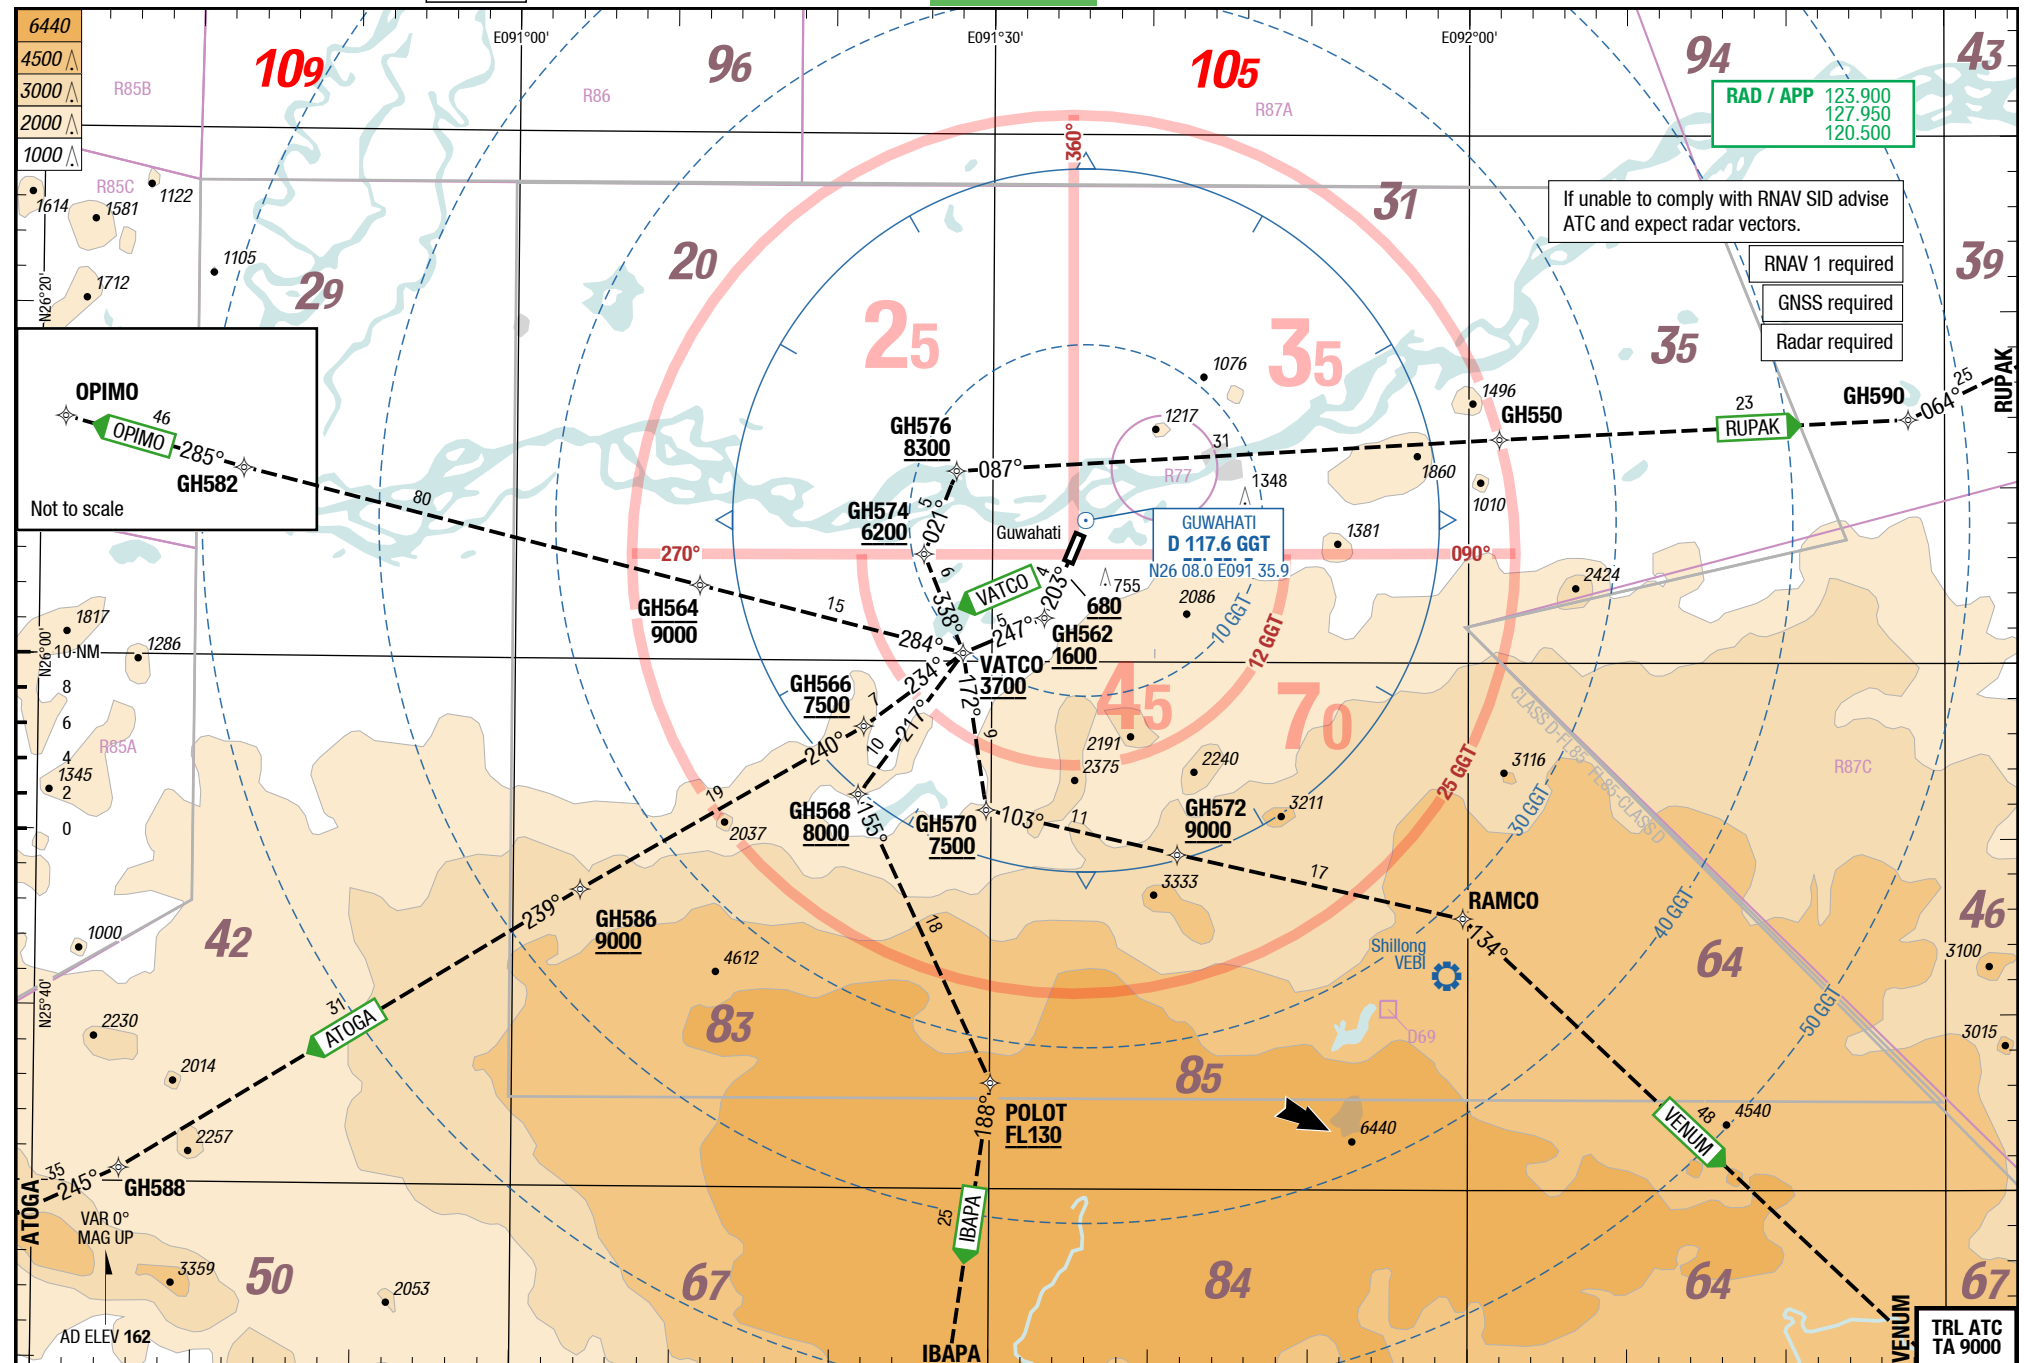 6440
4500
3000
2000
1000
E091°00'
E091°30'
E092°00'
109
96
105
94
43
R85B
R86
R87A
RAD / APP 123.900
127.950
120.500
360°
R85C
1614
1581
1122
1105
1712
29
20
31
If unable to comply with RNAV SID advise
ATC and expect radar vectors.
RNAV 1 required
GNSS required
Radar required
39
N26°20'
25
35
35
1076
1496
1217
RUPAK
25
064°
GH590
23
RUPAK
GH550
OPIMO
46
OPIMO
285°
GH582
Not to scale
80
GH576
8300
087°
31
R77
1348
1860
1010
5
021°
GH574
6200
Guwahati
GUWAHATI
D 117.6 GGT
N26 08.0 E091 35.9
1381
270°
090°
6
338°
VATCO
4
203°
680
755
2086
2424
10 GGT
12 GGT
GH564
9000
15
284°
5
247°
GH562
1600
VATCO
3700
1817
1286
N26°00'
10 NM
8
6
4
2
0
R85A
1345
GH566
7500
7
234°
217°
10
172°
9
45
70
240°
2191
2375
2240
3116
CLASS D-FL85
FL85-CLASS D
R87C
25 GGT
30 GGT
19
2037
GH568
8000
155°
GH570
7500
103°
11
GH572
9000
3211
17
3333
RAMCO
239°
GH586
9000
1000
42
4612
18
Shillong
VEBI
134°
40 GGT
64
46
3100
N25°40'
2230
31
ATOGA
83
D69
50 GGT
3015
2014
85
2257
188°
POLOT
FL130
6440
VENUM
48
4540
35
245°
GH588
ATOGA
VAR 0°
MAG UP
25
IBAPA
3359
50
2053
67
84
64
67
AD ELEV 162
IBAPA
VENUM
TRL ATC
TA 9000